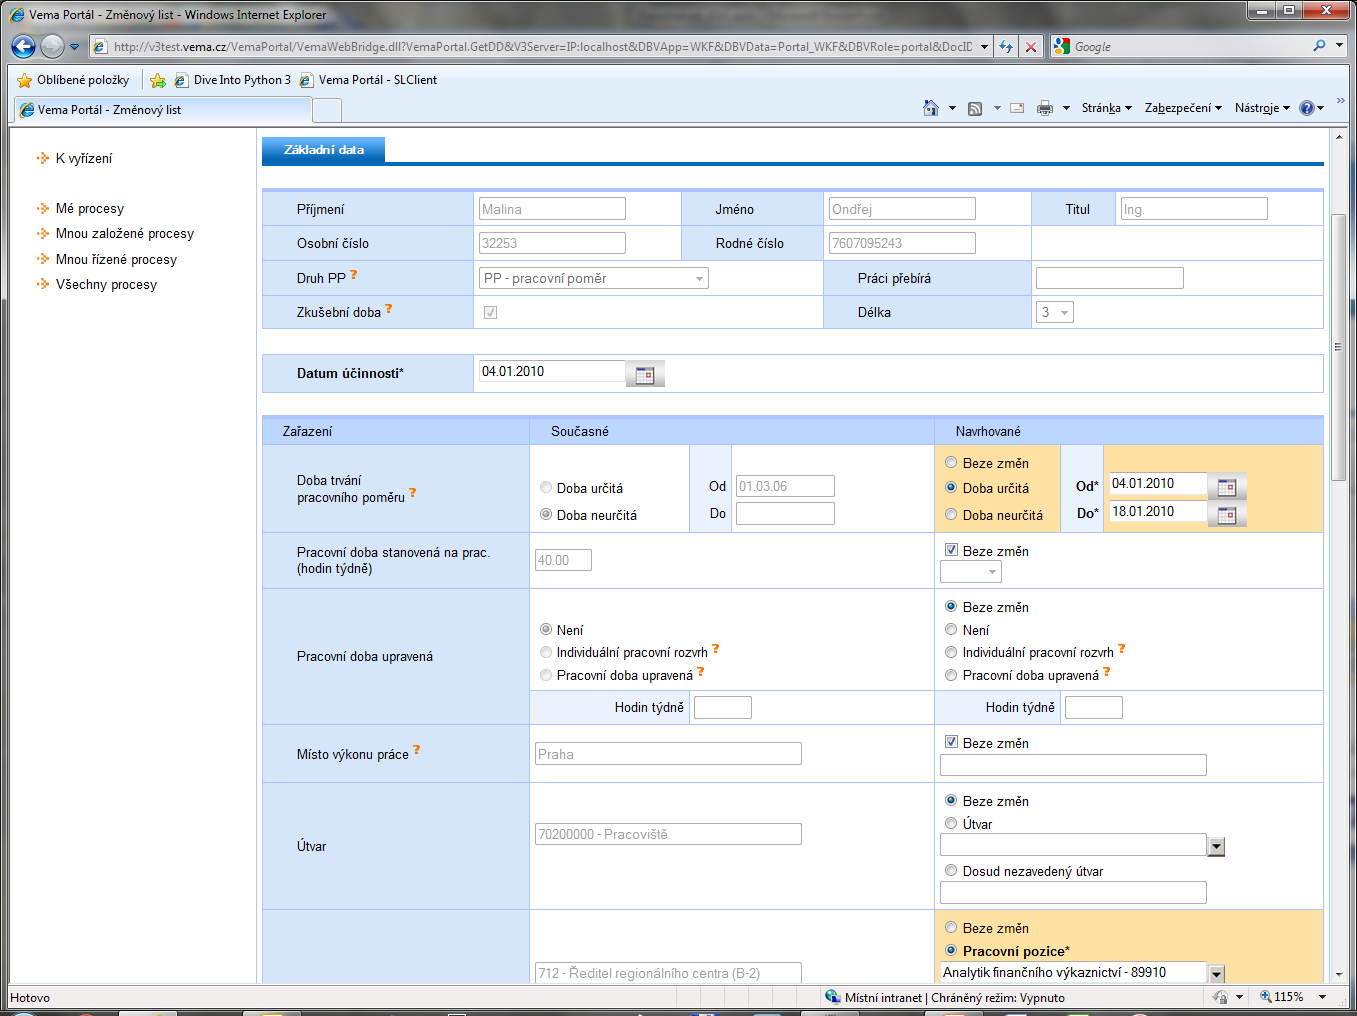 Vema Portál - Změnový list - Windows Internet Explorer
http://v3test.vema.cz/VemaPortal/VemaWebBridge.dll?VemaPortal.GetDD&V3Server=IP:localhost&DBVApp=WKF&DBVData=Portal_WKF&DBVRole=portal&DocID
Google
Oblíbené položky
Dive Into Python 3
Vema Portál - SLClient
Vema Portál - Změnový list
Stránka
Zabezpečení
Nástroje
»
K vyřízení
Mé procesy
Mnou založené procesy
Mnou řízené procesy
Všechny procesy
Základní data
Příjmení Malina Jméno Ondřej Titul Ing.
Osobní číslo 32253 Rodné číslo 7607095243
Druh PP ? PP - pracovní poměr Práci přebírá
Zkušební doba ? Délka 3
Datum účinnosti* 04.01.2010
Zařazení Současné Navrhované
Doba trvání
pracovního poměru ?
Doba určitá Od 01.03.06
Doba neurčitá Do
Beze změn
Doba určitá Od* 04.01.2010
Doba neurčitá Do* 18.01.2010
Pracovní doba stanovená na prac.
(hodin týdně)
40.00
Beze změn
Pracovní doba upravená
Není
Individuální pracovní rozvrh ?
Pracovní doba upravená ?
Hodin týdně
Beze změn
Není
Individuální pracovní rozvrh ?
Pracovní doba upravená ?
Hodin týdně
Místo výkonu práce ?
Praha
Beze změn
Útvar
70200000 - Pracoviště
Beze změn
Útvar
Dosud nezavedený útvar
712 - Ředitel regionálního centra (B-2)
Beze změn
Pracovní pozice*
Analytik finančního výkaznictví - 89910
Hotovo
Místní intranet | Chráněný režim: Vypnuto
115%